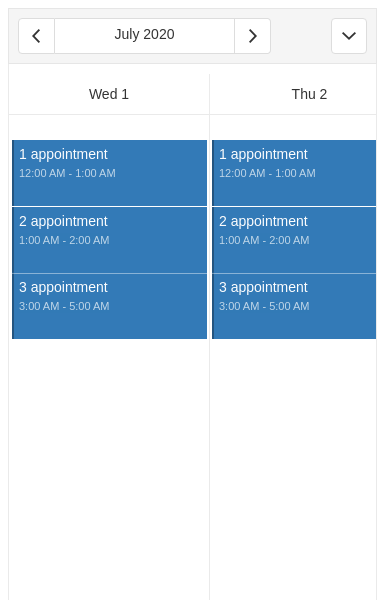 July 2020
Wed 1
Thu 2
1 appointment
12:00 AM - 1:00 AM
2 appointment
1:00 AM - 2:00 AM
3 appointment
3:00 AM - 5:00 AM
1 appointment
12:00 AM - 1:00 AM
2 appointment
1:00 AM - 2:00 AM
3 appointment
3:00 AM - 5:00 AM